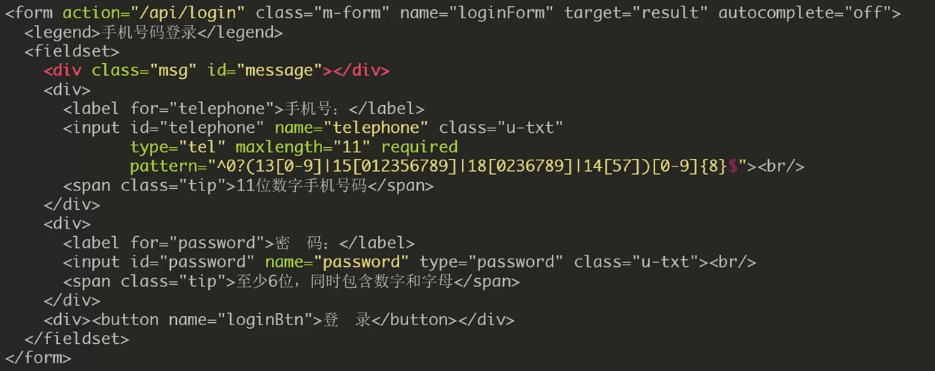 <form action="/api/login" class="m-form" name="loginForm" target="result" autocomplete="off">
  <legend>手机号码登录</legend>
  <fieldset>
    <div class="msg" id="message"></div>
    <div>
      <label for="telephone">手机号：</label>
      <input id="telephone" name="telephone" class="u-txt"
             type="tel" maxlength="11" required
             pattern="^0?(13[0-9]|15[012356789]|18[0236789]|14[57])[0-9]{8}$"><br/>
      <span class="tip">11位数字手机号码</span>
    </div>
    <div>
      <label for="password">密　码：</label>
      <input id="password" name="password" type="password" class="u-txt"><br/>
      <span class="tip">至少6位，同时包含数字和字母</span>
    </div>
    <div><button name="loginBtn">登　录</button></div>
  </fieldset>
</form>